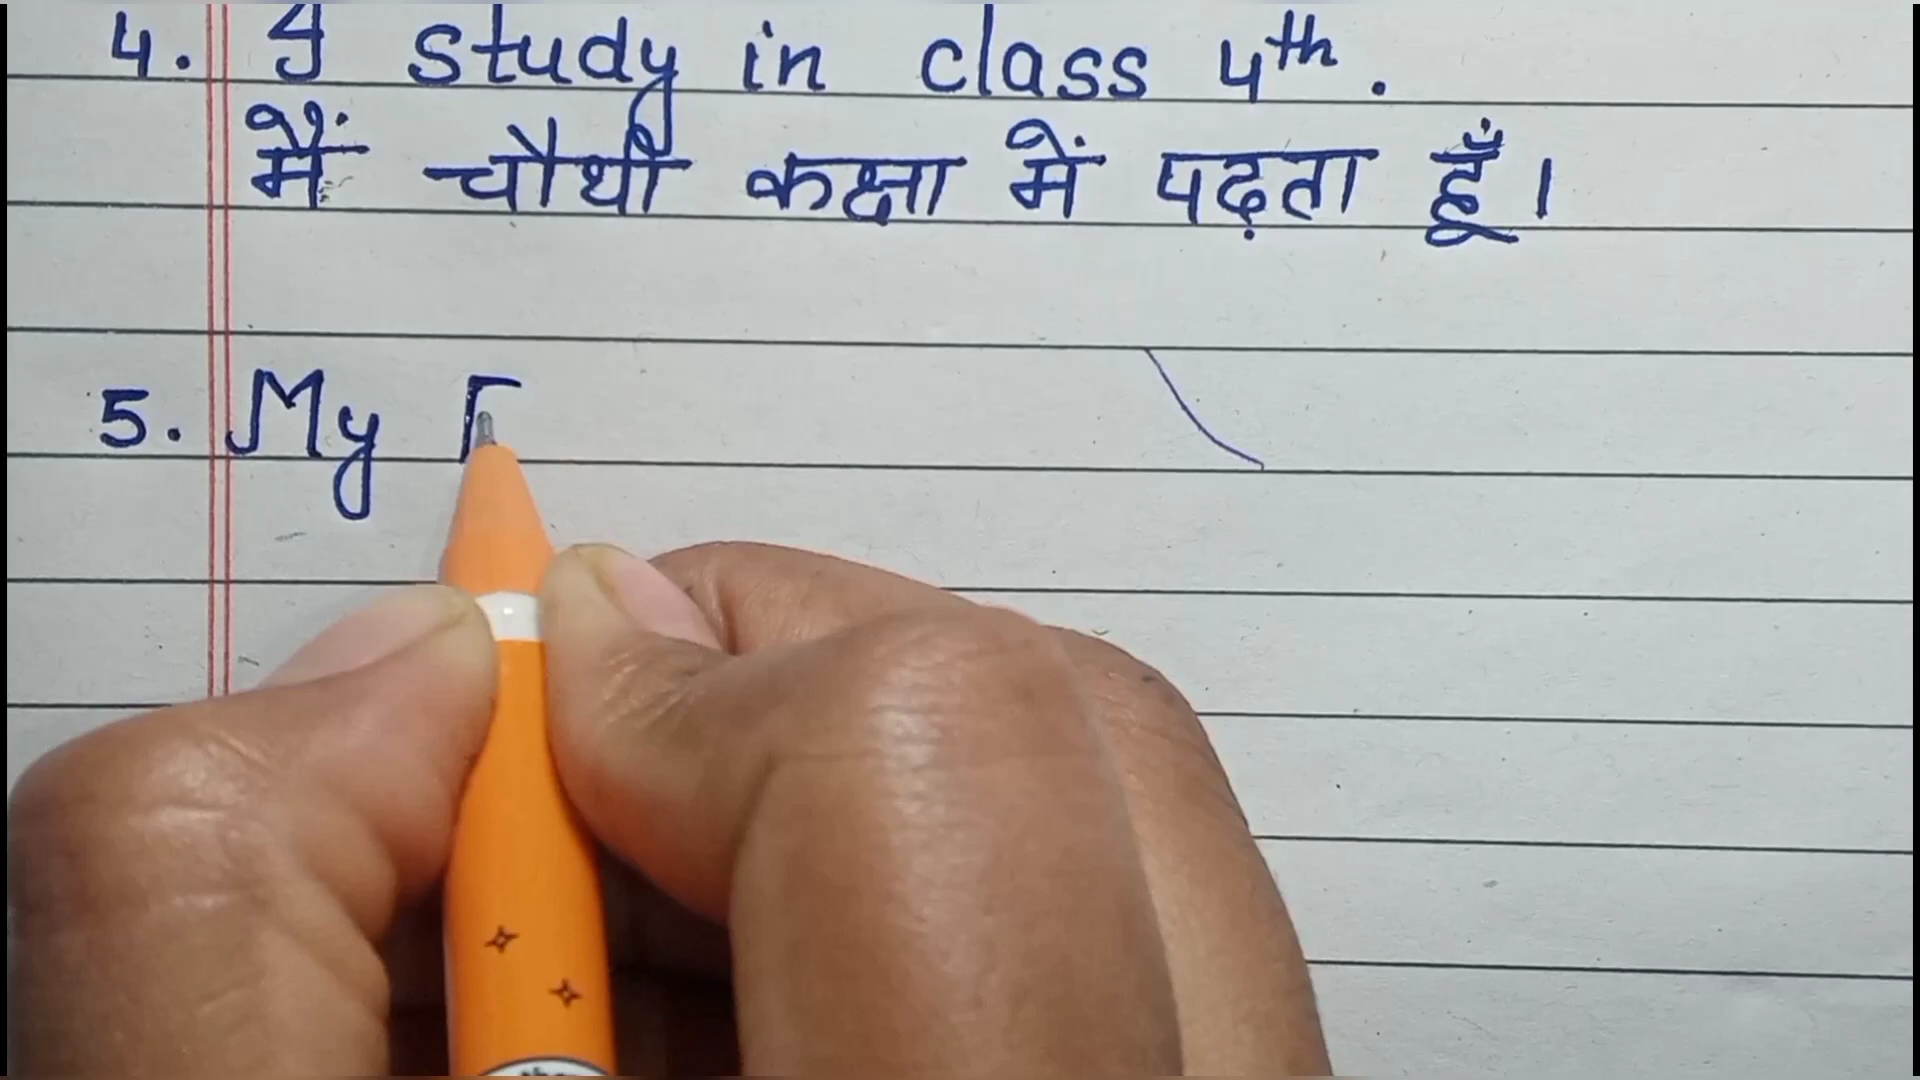 4. I study in class 4th.
मैं चौथी कक्षा में पढ़ता हूँ।
5. My